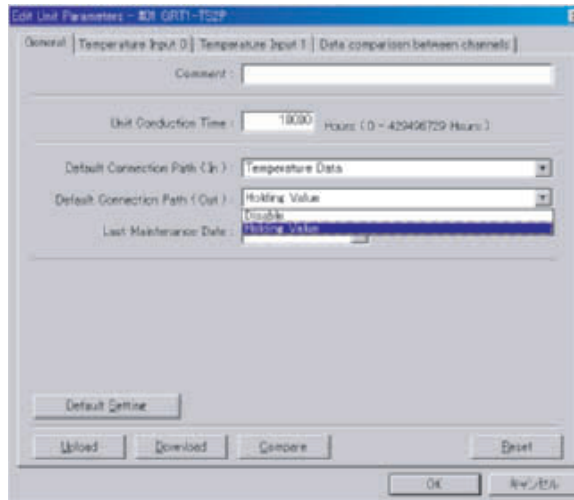 Edit Unit Parameters - #01 GRT1-TS2P
General
Temperature Input 0
Temperature Input 1
Data comparison between channels
Comment :
Unit Conduction Time :
Hours ( 0 - 429496729 Hours )
Default Connection Path ( In ) :
Temperature Data
Default Connection Path ( Out ) :
Holding Value
Disable
Holding Value
Last Maintenance Date :
Default Setting
Upload
Download
Compare
Reset
OK
キャンセル